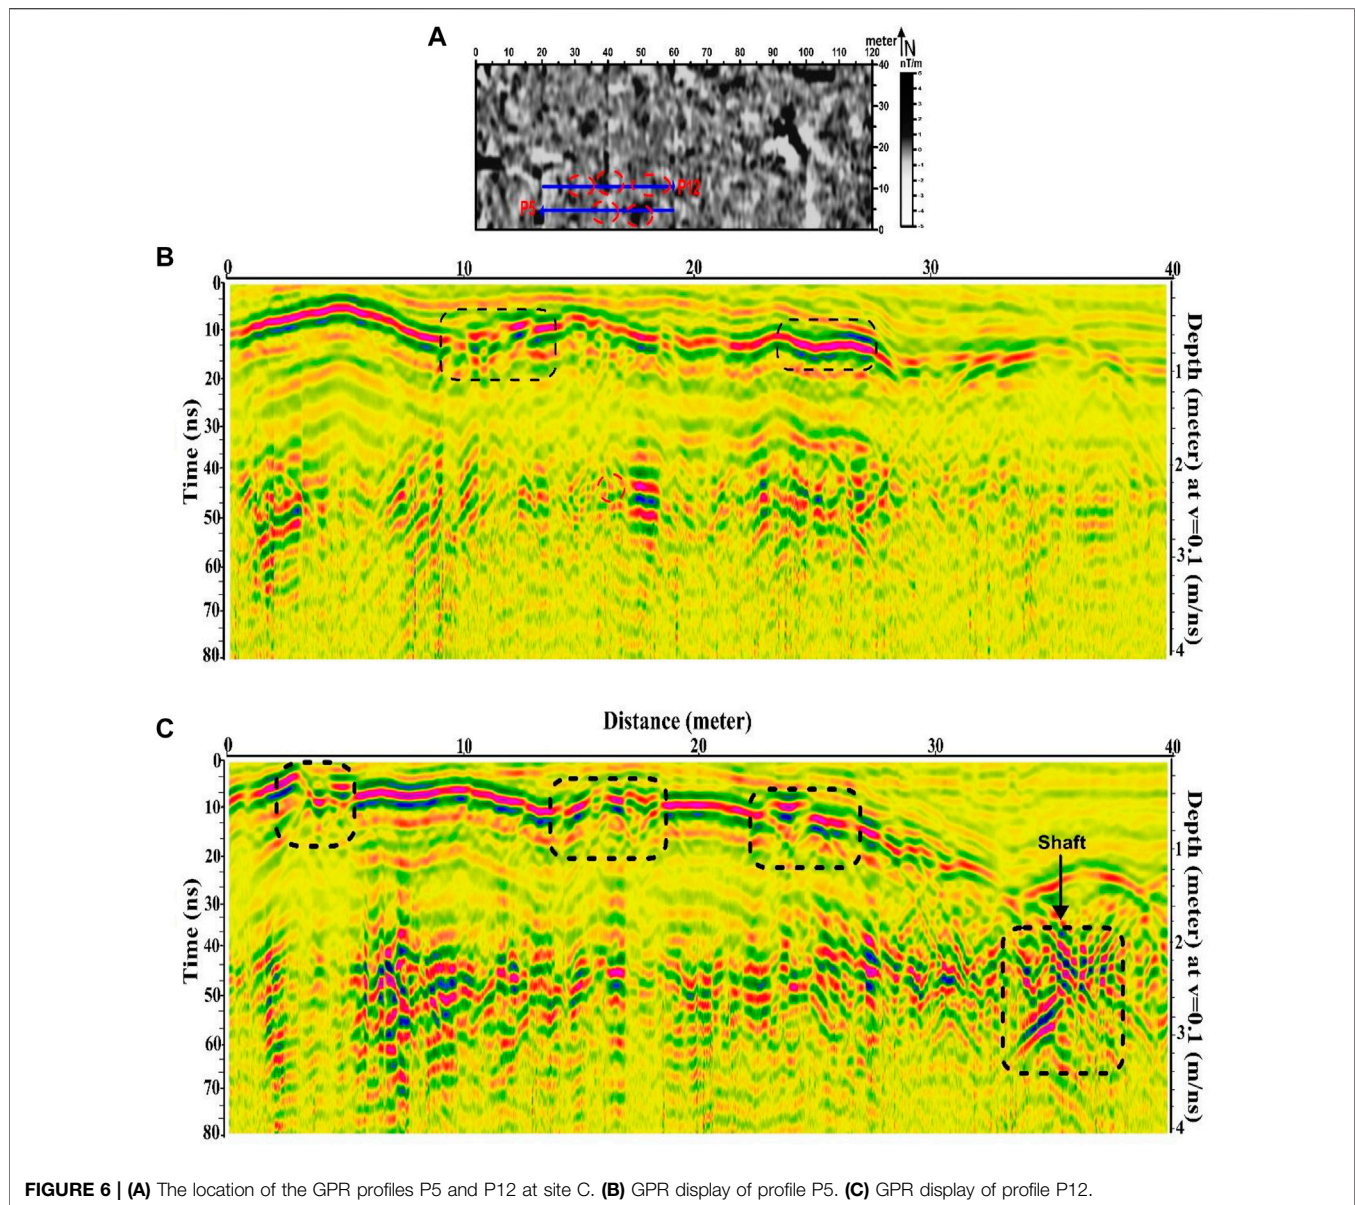 A
meter N
0 10 20 30 40 50 60 70 80 90 100 110 120
nT/m
40
30
20
10
0
P12
P5
B
0 10 20 30 40
0
10
20
30
40
50
60
70
80
Time (ns)
1
2
3
4
Depth (meter) at v=0.1 (m/ns)
C
Distance (meter)
0 10 20 30 40
0
10
20
30
40
50
60
70
80
Time (ns)
Shaft
1
2
3
4
Depth (meter) at v=0.1 (m/ns)
FIGURE 6 | (A) The location of the GPR profiles P5 and P12 at site C. (B) GPR display of profile P5. (C) GPR display of profile P12.